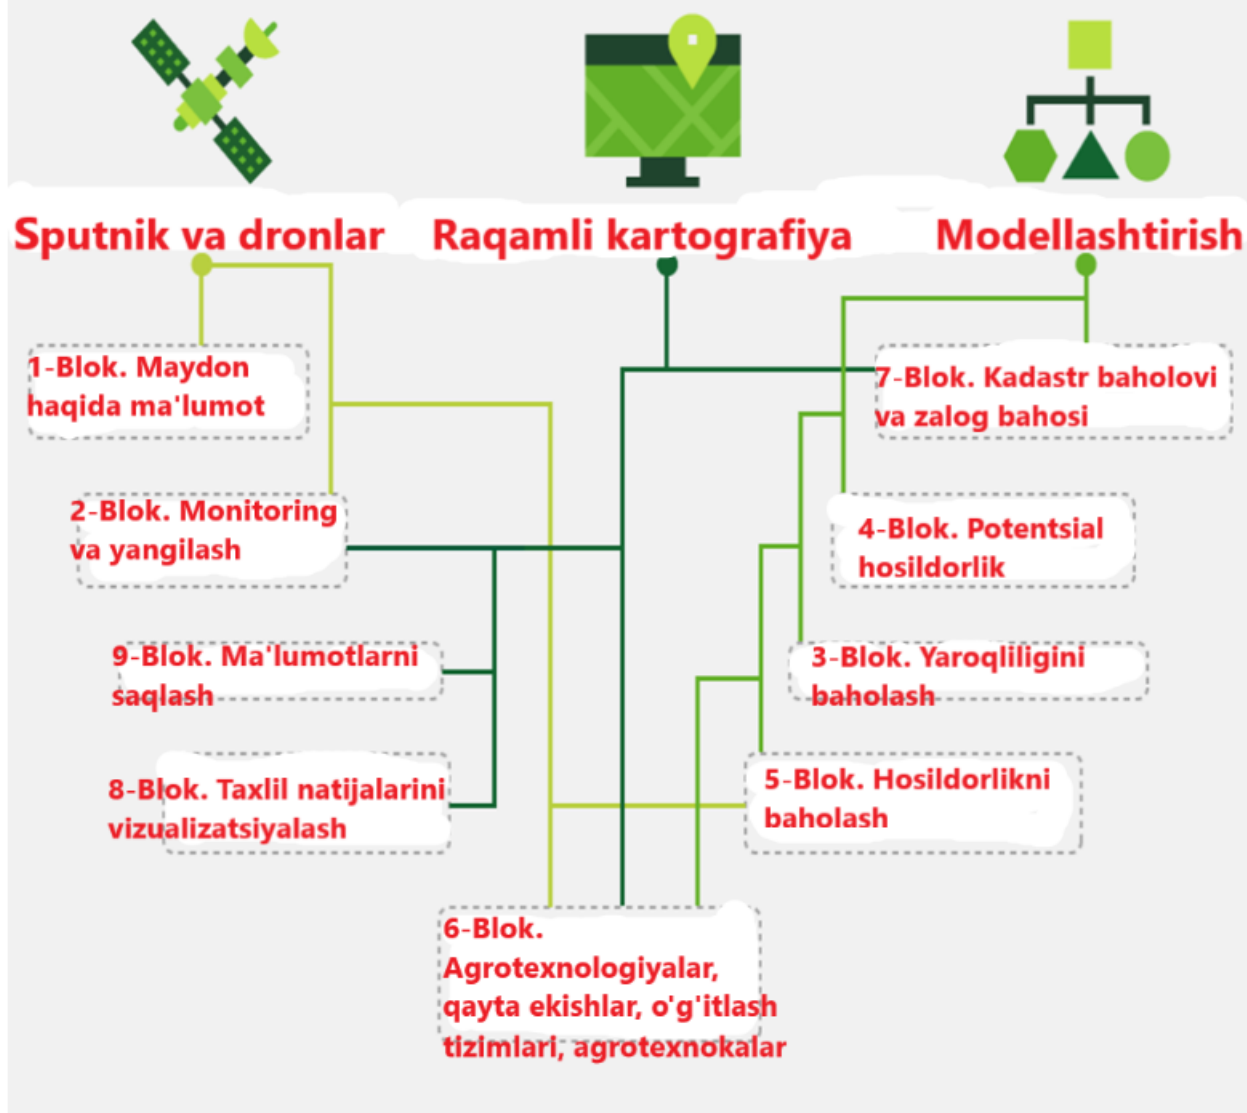 Sputnik va dronlar
Raqamli kartografiya
Modellashtirish
1-Blok. Maydon
haqida ma'lumot
7-Blok. Kadastr baholovi
va zalog bahosi
2-Blok. Monitoring
va yangilash
4-Blok. Potentsial
hosildorlik
9-Blok. Ma'lumotlarni
saqlash
3-Blok. Yaroqliligini
baholash
8-Blok. Taxlil natijalarini
vizualizatsiyalash
5-Blok. Hosildorlikni
baholash
6-Blok.
Agrotexnologiyalar,
qayta ekishlar, o'g'itlash
tizimlari, agrotexnokalar